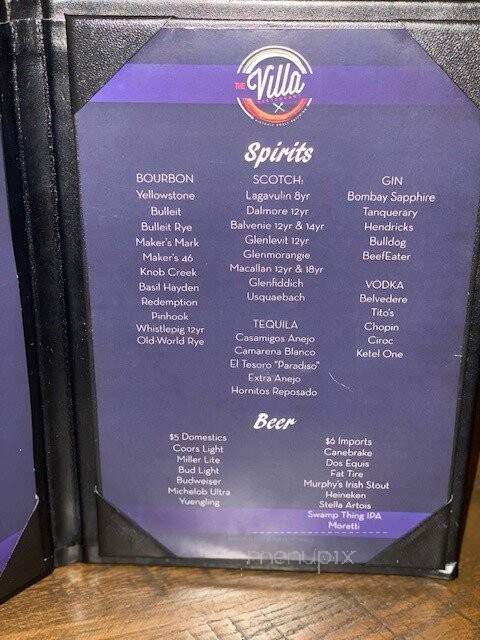 THE
Villa
Spirits
BOURBON
Yellowstone
Bulleit
Bulleit Rye
Maker's Mark
Maker's 46
Knob Creek
Basil Hayden
Redemption
Pinhook
Whistlepig 12yr
Old-World Rye
SCOTCH:
Lagavulin 8yr
Dalmore 12yr
Balvenie 12yr & 14yr
Glenlevit 12yr
Glenmorangie
Macallan 12yr & 18yr
Glenfiddich
Usquaebach
TEQUILA
Casamigos Anejo
Camarena Blanco
El Tesoro "Paradiso"
Extra Anejo
Hornitos Reposado
GIN
Bombay Sapphire
Tanquerary
Hendricks
Bulldog
BeefEater
VODKA
Belvedere
Tito's
Chopin
Ciroc
Ketel One
Beer
$5 Domestics
Coors Light
Miller Lite
Bud Light
Budweiser
Michelob Ultra
Yuengling
$6 Imports
Canebrake
Dos Equis
Fat Tire
Murphy's Irish Stout
Heineken
Stella Artois
Swamp Thing IPA
Moretti
menupix